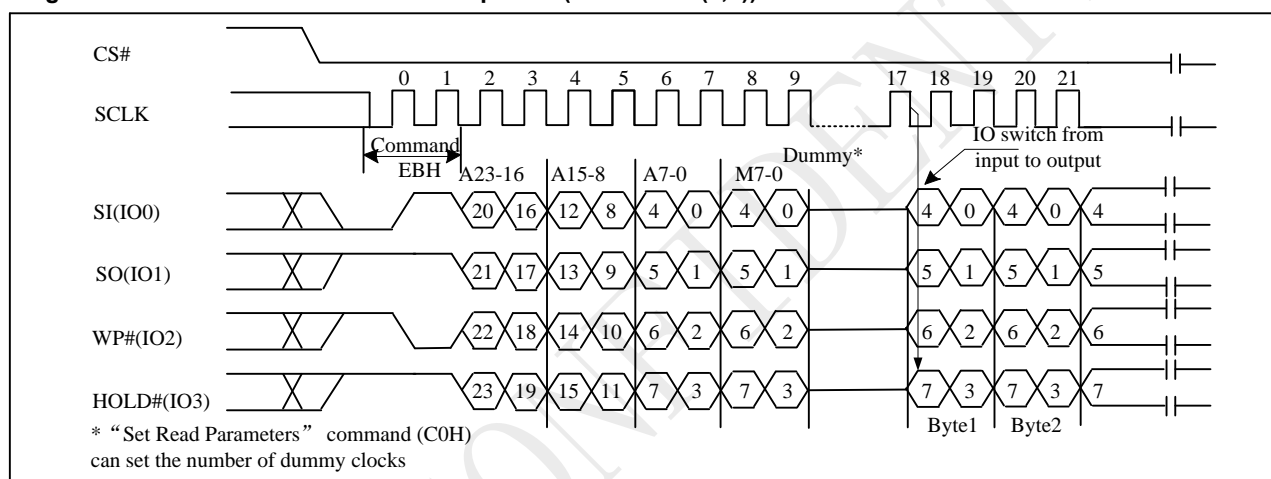 CS#
0 1 2 3 4 5 6 7 8 9 17 18 19 20 21
SCLK
Command
EBH
Dummy*
IO switch from
input to output
A23-16 A15-8 A7-0 M7-0
SI(IO0) 20 16 12 8 4 0 4 0 4 0 4 0 4
SO(IO1) 21 17 13 9 5 1 5 1 5 1 5 1 5
WP#(IO2) 22 18 14 10 6 2 6 2 6 2 6 2 6
HOLD#(IO3) 23 19 15 11 7 3 7 3 7 3 7 3 7
Byte1 Byte2
* “Set Read Parameters” command (C0H)
can set the number of dummy clocks